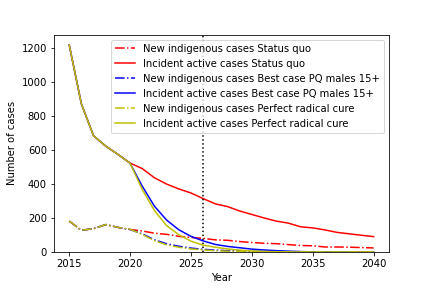 1200
1000
800
600
400
200
0
Number of cases
New indigenous cases Status quo
Incident active cases Status quo
New indigenous cases Best case PQ males 15+
Incident active cases Best case PQ males 15+
New indigenous cases Perfect radical cure
Incident active cases Perfect radical cure
2015 2020 2025 2030 2035 2040
Year